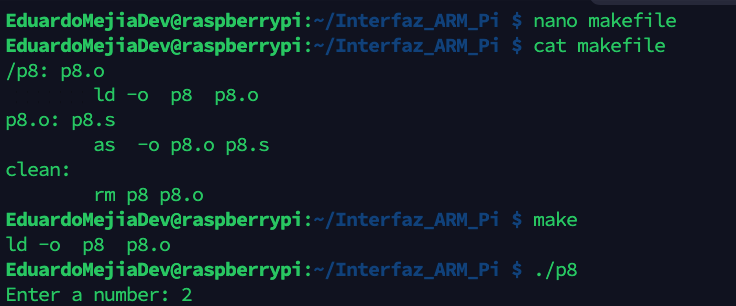 EduardoMejiaDev@raspberrypi:~/Interfaz_ARM_Pi $ nano makefile
EduardoMejiaDev@raspberrypi:~/Interfaz_ARM_Pi $ cat makefile
/p8: p8.o
        ld -o  p8  p8.o
p8.o: p8.s
        as  -o p8.o p8.s
clean:
        rm p8 p8.o
EduardoMejiaDev@raspberrypi:~/Interfaz_ARM_Pi $ make
ld -o  p8  p8.o
EduardoMejiaDev@raspberrypi:~/Interfaz_ARM_Pi $ ./p8
Enter a number: 2